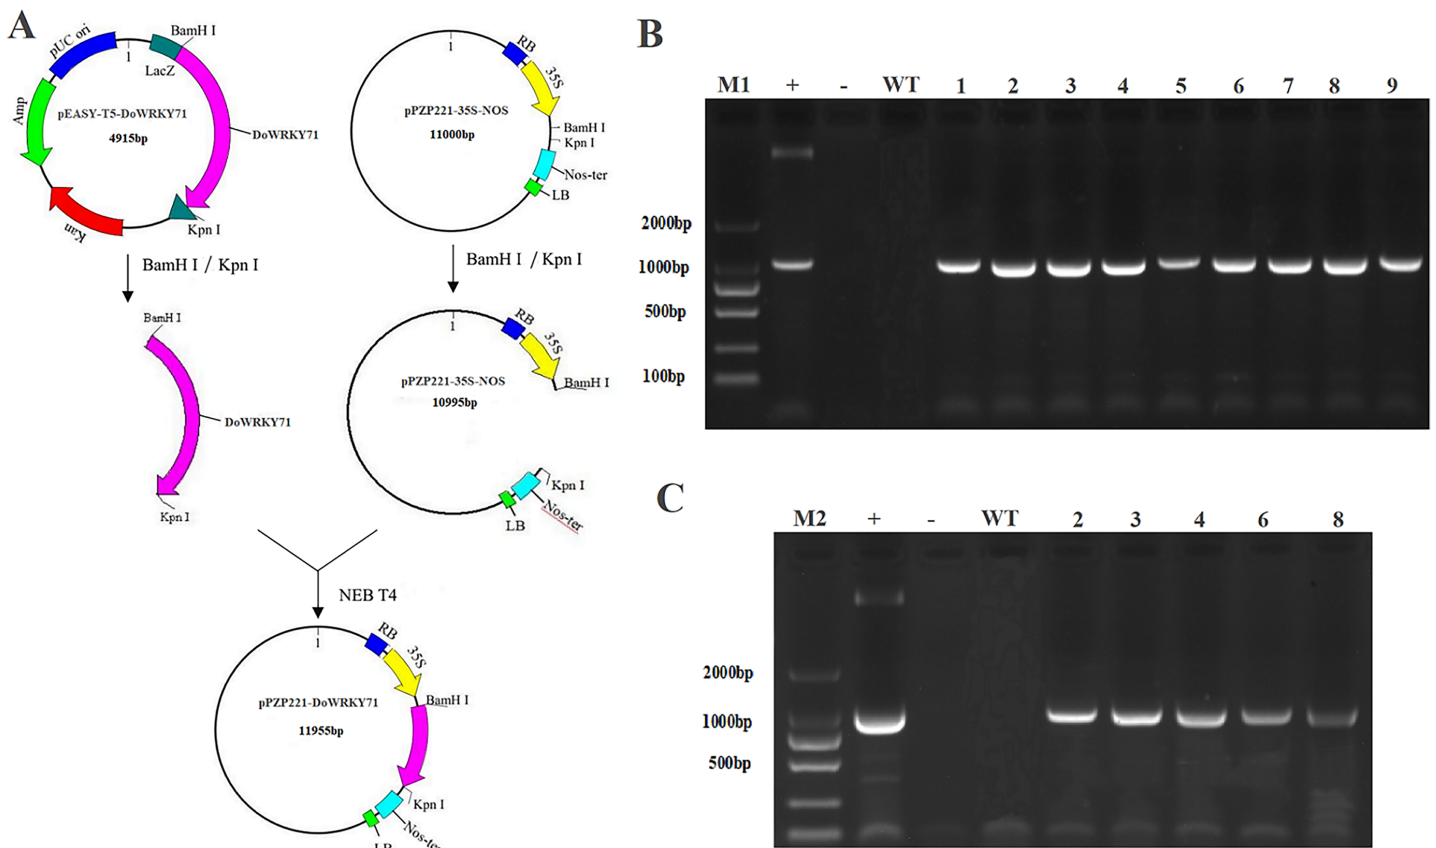 A
pUC ori
BamH I
1
LacZ
Amp
pEASY-T5-DoWRKY71
4915bp
DoWRKY71
Kan
Kpn I
BamH I / Kpn I
BamH I
DoWRKY71
Kpn I
1
RB
35S
pPZP221-35S-NOS
11000bp
BamH I
Kpn I
Nos-ter
LB
BamH I / Kpn I
1
RB
35S
pPZP221-35S-NOS
10995bp
BamH I
Kpn I
Nos-ter
LB
NEB T4
1
RB
35S
BamH I
pPZP221-DoWRKY71
11955bp
Kpn I
Nos-ter
LB
B
M1 + - WT 1 2 3 4 5 6 7 8 9
2000bp
1000bp
500bp
100bp
C
M2 + - WT 2 3 4 6 8
2000bp
1000bp
500bp